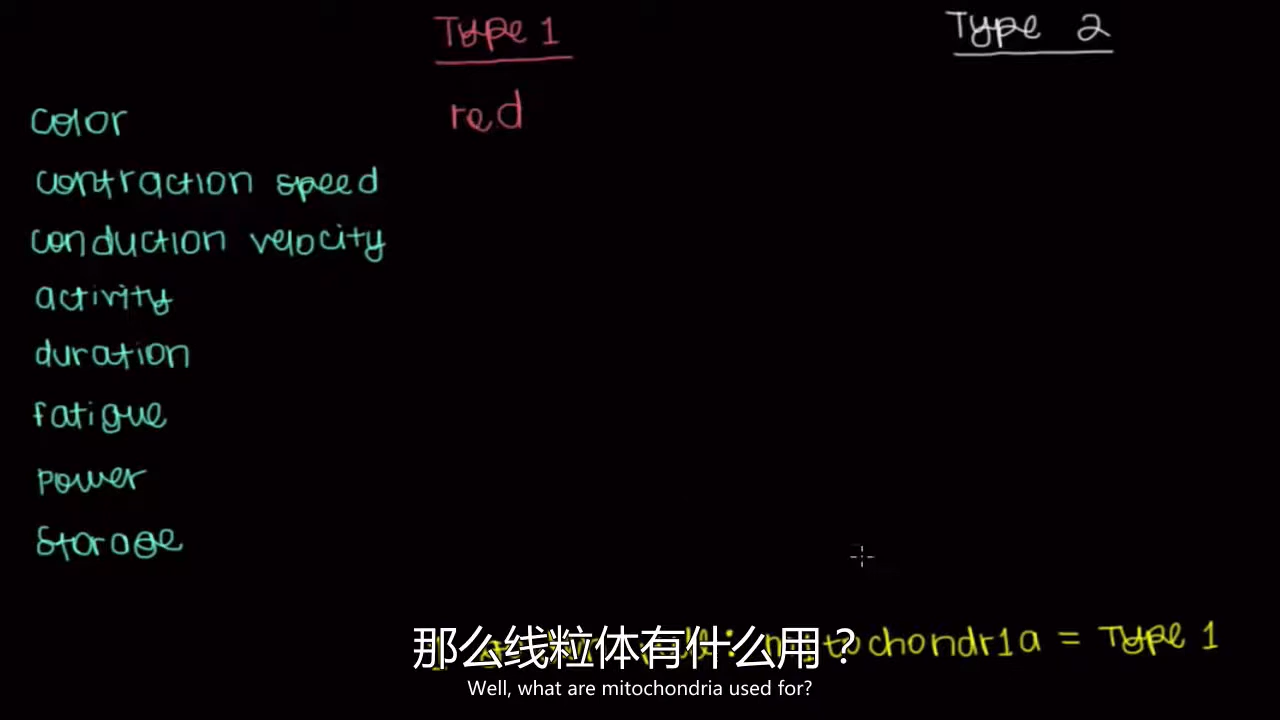 Type 1
Type 2
color
red
contraction speed
conduction velocity
activity
duration
fatigue
power
storage
: mitochondr1a = Type 1
那么线粒体有什么用？
Well, what are mitochondria used for?